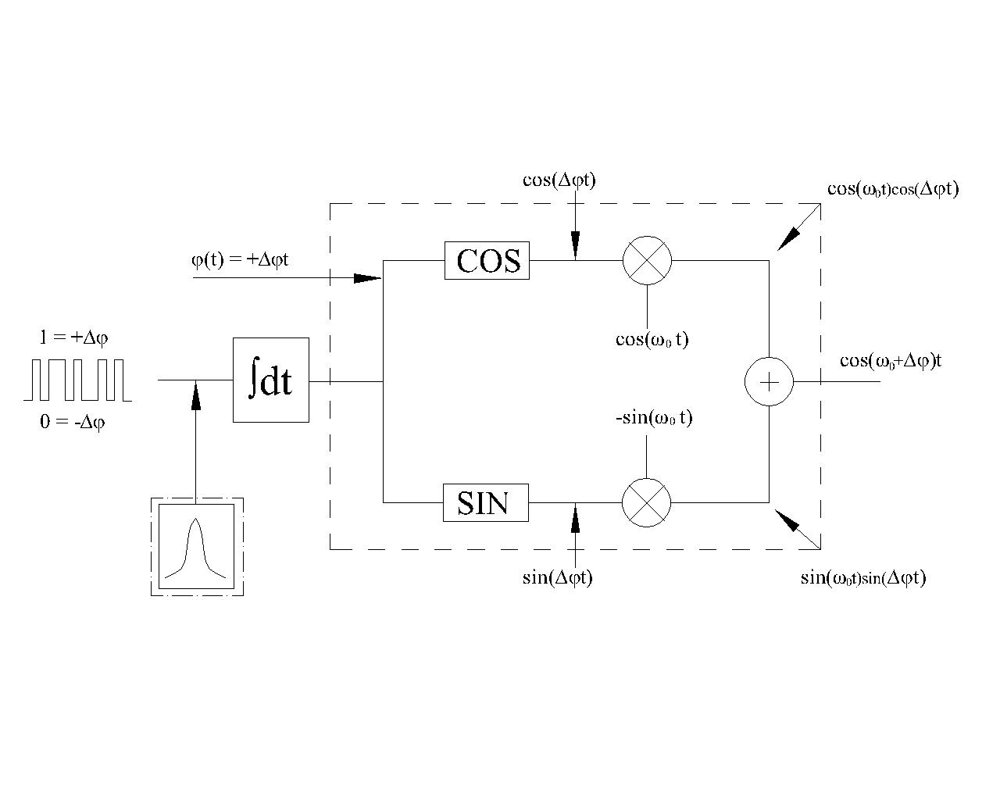 cos(Δφt)
cos(ω₀t)cos(Δφt)
φ(t) = +Δφt
COS
1 = +Δφ
cos(ω₀ t)
cos(ω₀+Δφ)t
∫dt
+
0 = -Δφ
-sin(ω₀ t)
SIN
sin(Δφt)
sin(ω₀t)sin(Δφt)